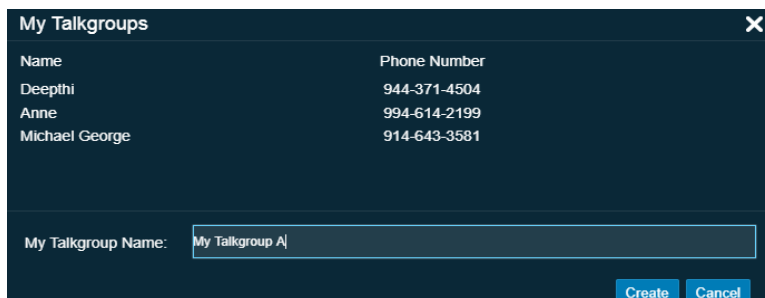 My Talkgroups
Name Phone Number
Deepthi 944-371-4504
Anne 994-614-2199
Michael George 914-643-3581
My Talkgroup Name: My Talkgroup A
Create Cancel